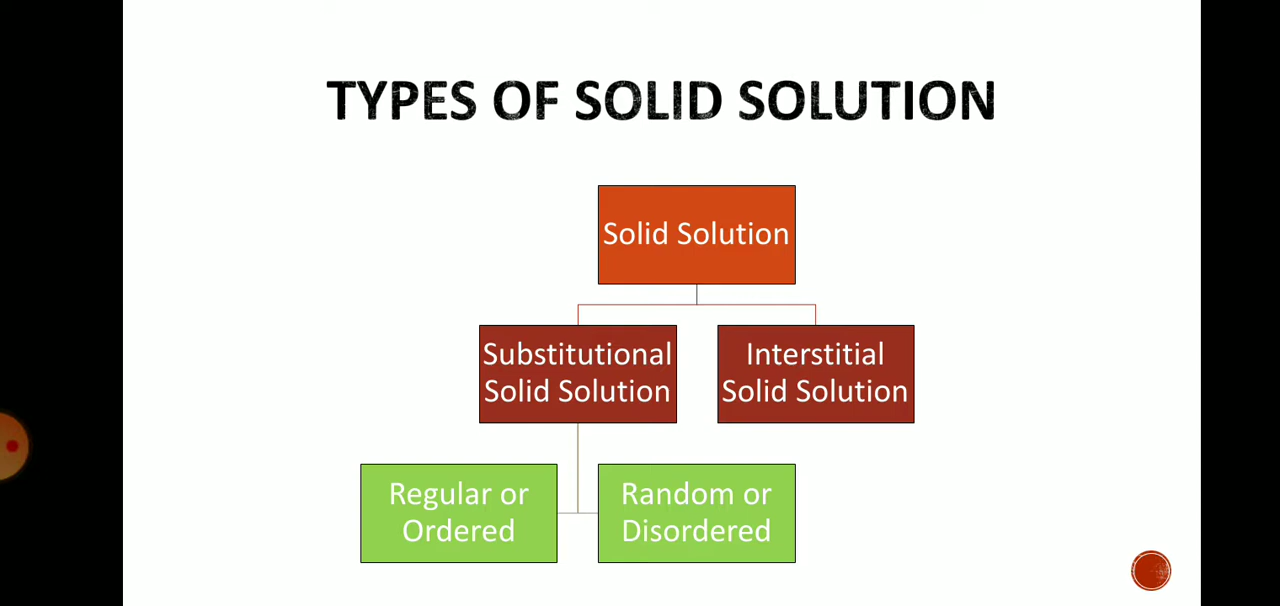 TYPES OF SOLID SOLUTION
Solid Solution
Substitutional
Solid Solution
Interstitial
Solid Solution
Regular or
Ordered
Random or
Disordered